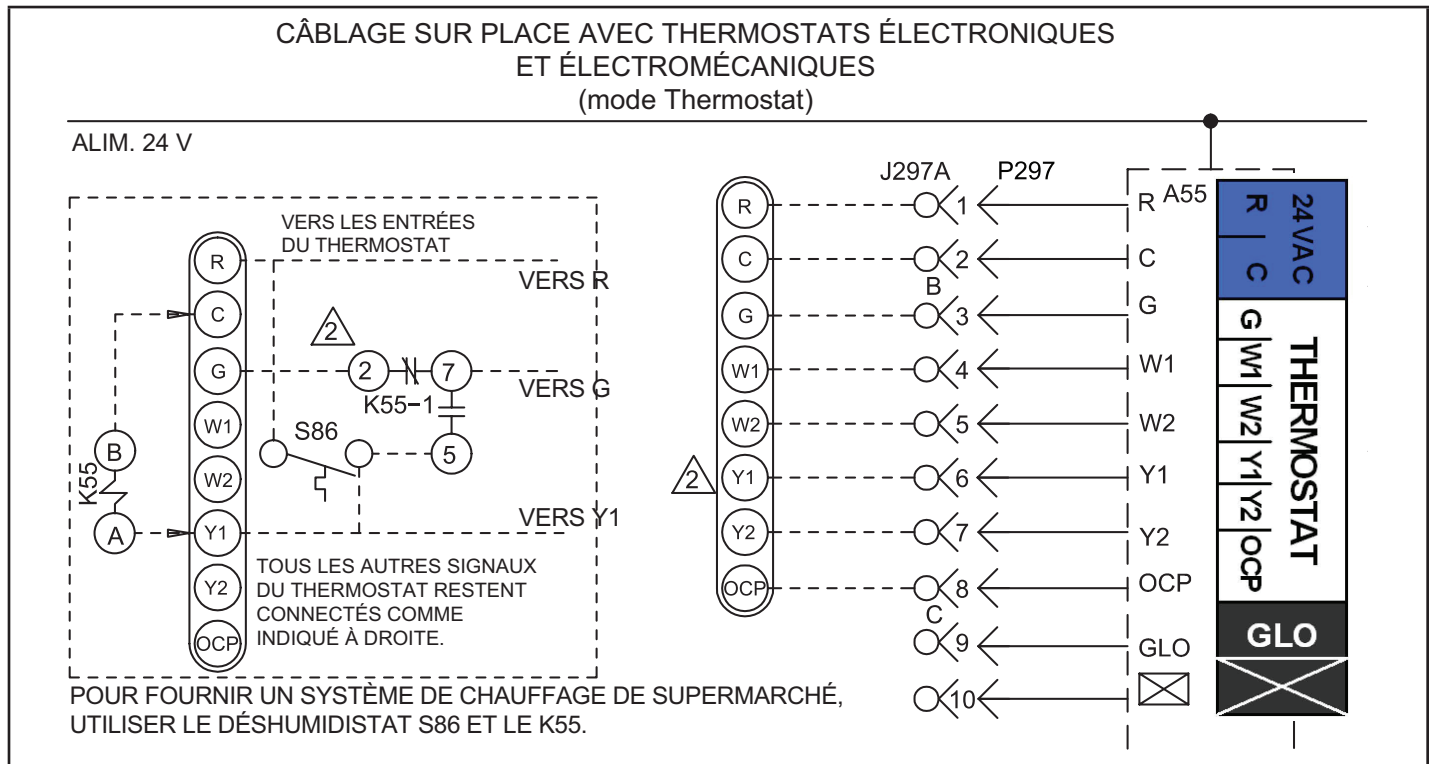 CÂBLAGE SUR PLACE AVEC THERMOSTATS ÉLECTRONIQUES
ET ÉLECTROMÉCANIQUES
(mode Thermostat)
ALIM. 24 V
VERS LES ENTRÉES
DU THERMOSTAT
R
VERS R
C
2
G
2
7
VERS G
K55-1
W1
S86
5
B
K55
W2
A
Y1
VERS Y1
TOUS LES AUTRES SIGNAUX
DU THERMOSTAT RESTENT
CONNECTÉS COMME
INDIQUÉ À DROITE.
Y2
OCP
POUR FOURNIR UN SYSTÈME DE CHAUFFAGE DE SUPERMARCHÉ,
UTILISER LE DÉSHUMIDISTAT S86 ET LE K55.
J297A P297
R 1 R A55
C 2 C
B
G 3 G
W1 4 W1
W2 5 W2
2
Y1 6 Y1
Y2 7 Y2
OCP 8 OCP
C
9 GLO
10
24VAC
R C
THERMOSTAT
G W1 W2 Y1 Y2 OCP
GLO